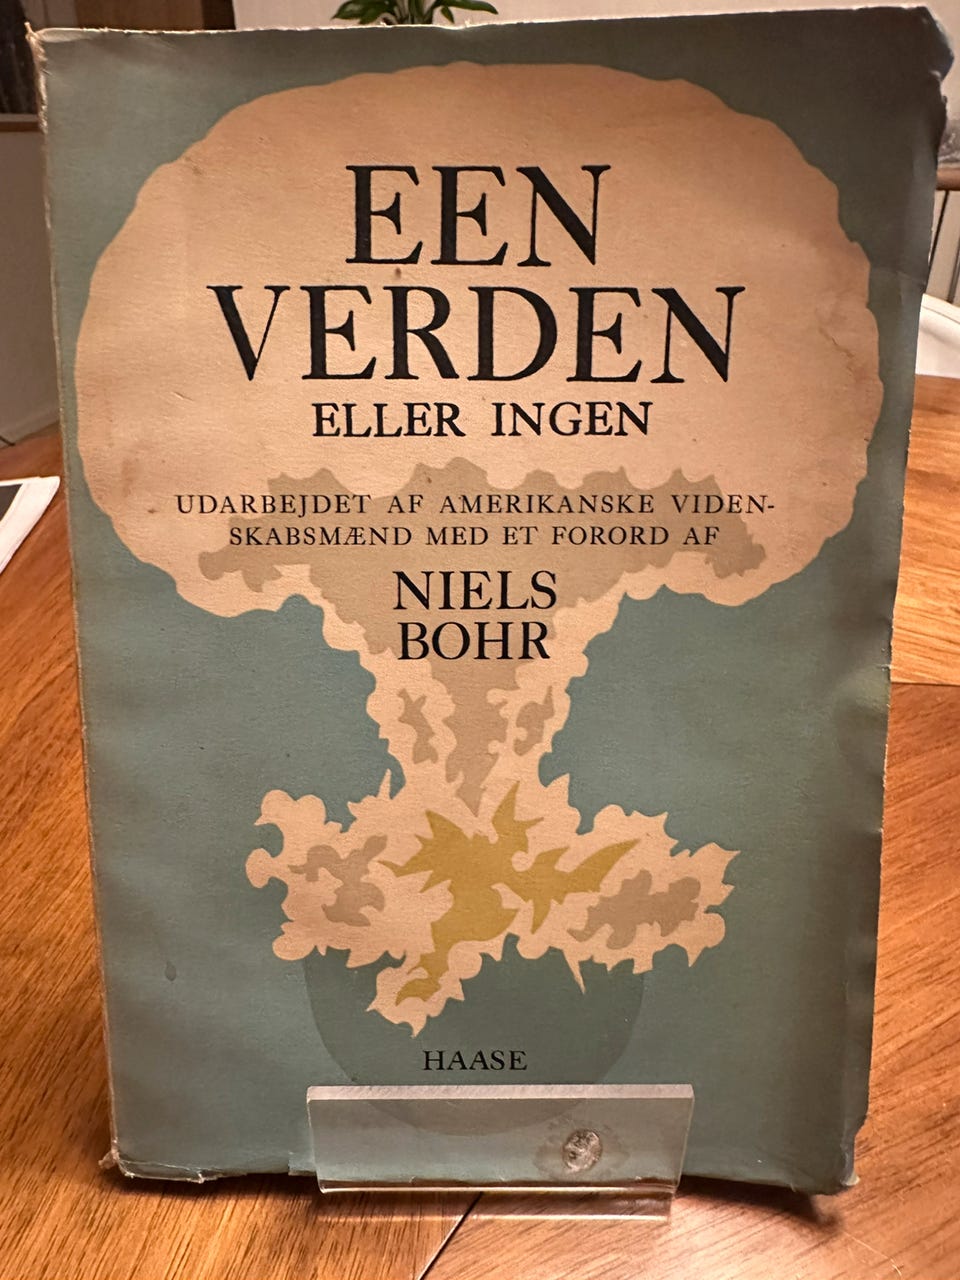 EEN
VERDEN
ELLER INGEN
UDARBEJDET AF AMERIKANSKE VIDEN-
SKABSMÆND MED ET FORORD AF
NIELS
BOHR
HAASE